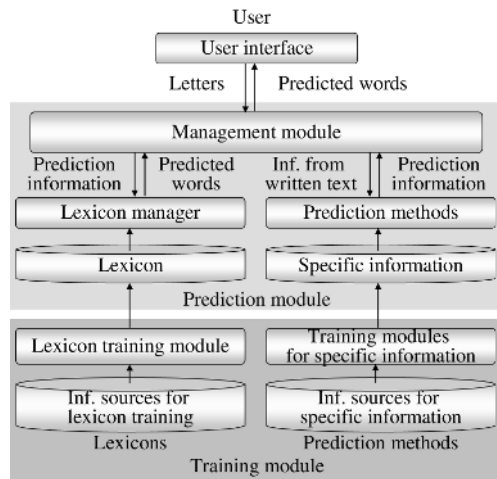 User
User interface
Letters
Predicted words
Management module
Prediction information
Predicted words
Inf. from written text
Prediction information
Lexicon manager
Prediction methods
Lexicon
Specific information
Prediction module
Lexicon training module
Training modules for specific information
Inf. sources for lexicon training
Inf. sources for specific information
Lexicons
Prediction methods
Training module